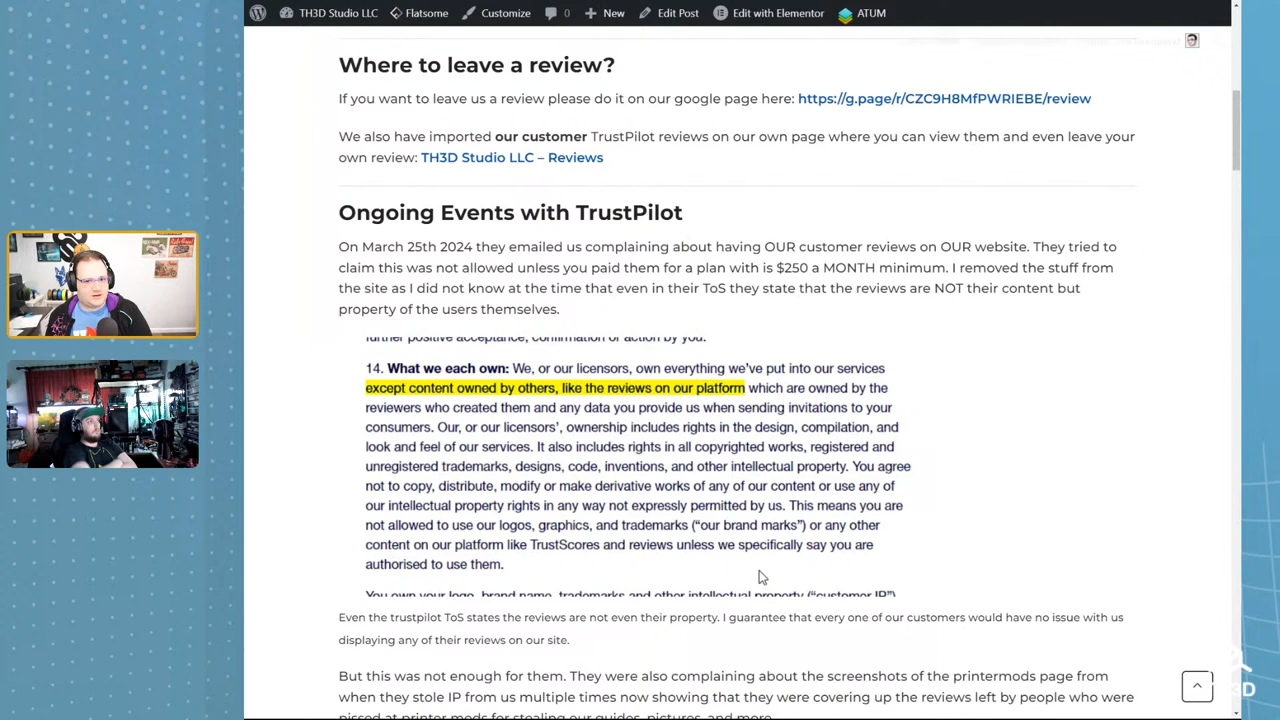 TH3D Studio LLC Flatsome Customize 0 New Edit Post Edit with Elementor ATUM
Where to leave a review?
If you want to leave us a review please do it on our google page here: https://g.page/r/CZC9H8MfPWRIEBE/review
We also have imported our customer TrustPilot reviews on our own page where you can view them and even leave your
own review: TH3D Studio LLC – Reviews
Ongoing Events with TrustPilot
On March 25th 2024 they emailed us complaining about having OUR customer reviews on OUR website. They tried to
claim this was not allowed unless you paid them for a plan with is $250 a MONTH minimum. I removed the stuff from
the site as I did not know at the time that even in their ToS they state that the reviews are NOT their content but
property of the users themselves.
further positive acceptance, confirmation or action by you.
14. What we each own: We, or our licensors, own everything we've put into our services
except content owned by others, like the reviews on our platform which are owned by the
reviewers who created them and any data you provide us when sending invitations to your
consumers. Our, or our licensors', ownership includes rights in the design, compilation, and
look and feel of our services. It also includes rights in all copyrighted works, registered and
unregistered trademarks, designs, code, inventions, and other intellectual property. You agree
not to copy, distribute, modify or make derivative works of any of our content or use any of
our intellectual property rights in any way not expressly permitted by us. This means you are
not allowed to use our logos, graphics, and trademarks ("our brand marks") or any other
content on our platform like TrustScores and reviews unless we specifically say you are
authorised to use them.
You own your logo, brand name, trademarks and other intellectual property ("customer IP")
Even the trustpilot ToS states the reviews are not even their property. I guarantee that every one of our customers would have no issue with us
displaying any of their reviews on our site.
But this was not enough for them. They were also complaining about the screenshots of the printermods page from
when they stole IP from us multiple times now showing that they were covering up the reviews left by people who were
pissed at printer mods for stealing our guides, pictures, and more.